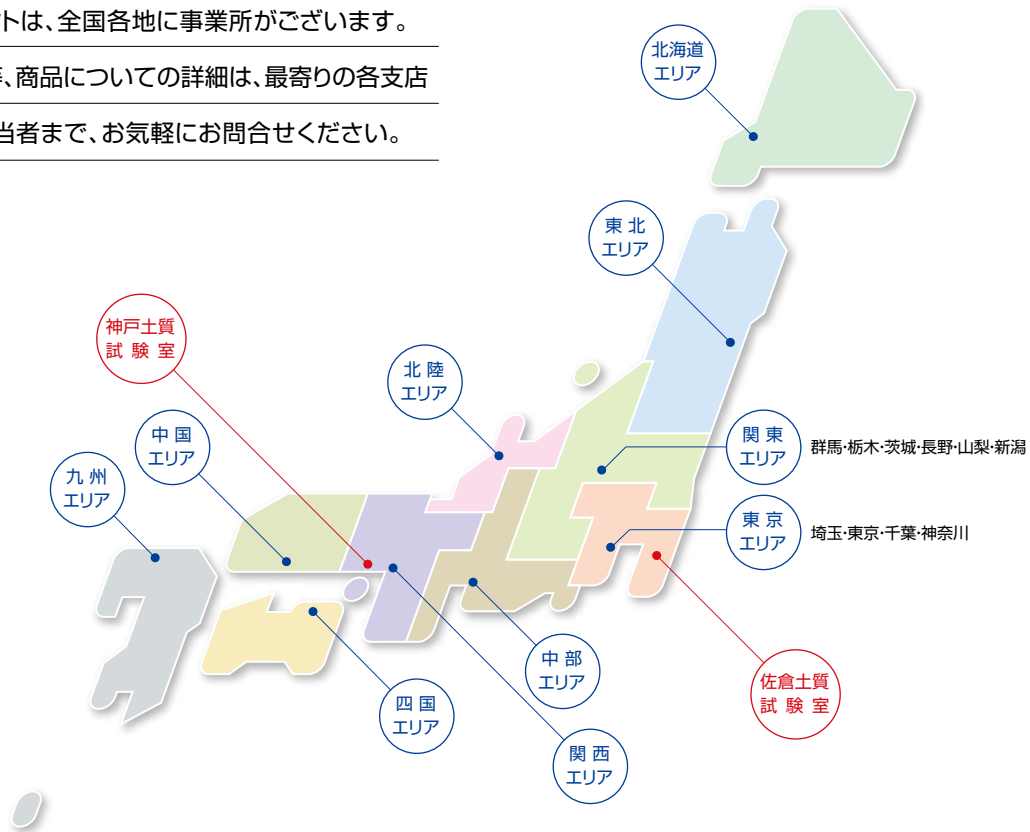 トは、全国各地に事業所がございます。
、商品についての詳細は、最寄りの各支店
当者まで、お気軽にお問合せください。
北海道
エリア
東 北
エリア
神戸土質
試 験 室
北 陸
エリア
中 国
エリア
関 東
エリア
群馬・栃木・茨城・長野・山梨・新潟
九 州
エリア
東 京
エリア
埼玉・東京・千葉・神奈川
中 部
エリア
佐倉土質
試 験 室
四 国
エリア
関 西
エリア